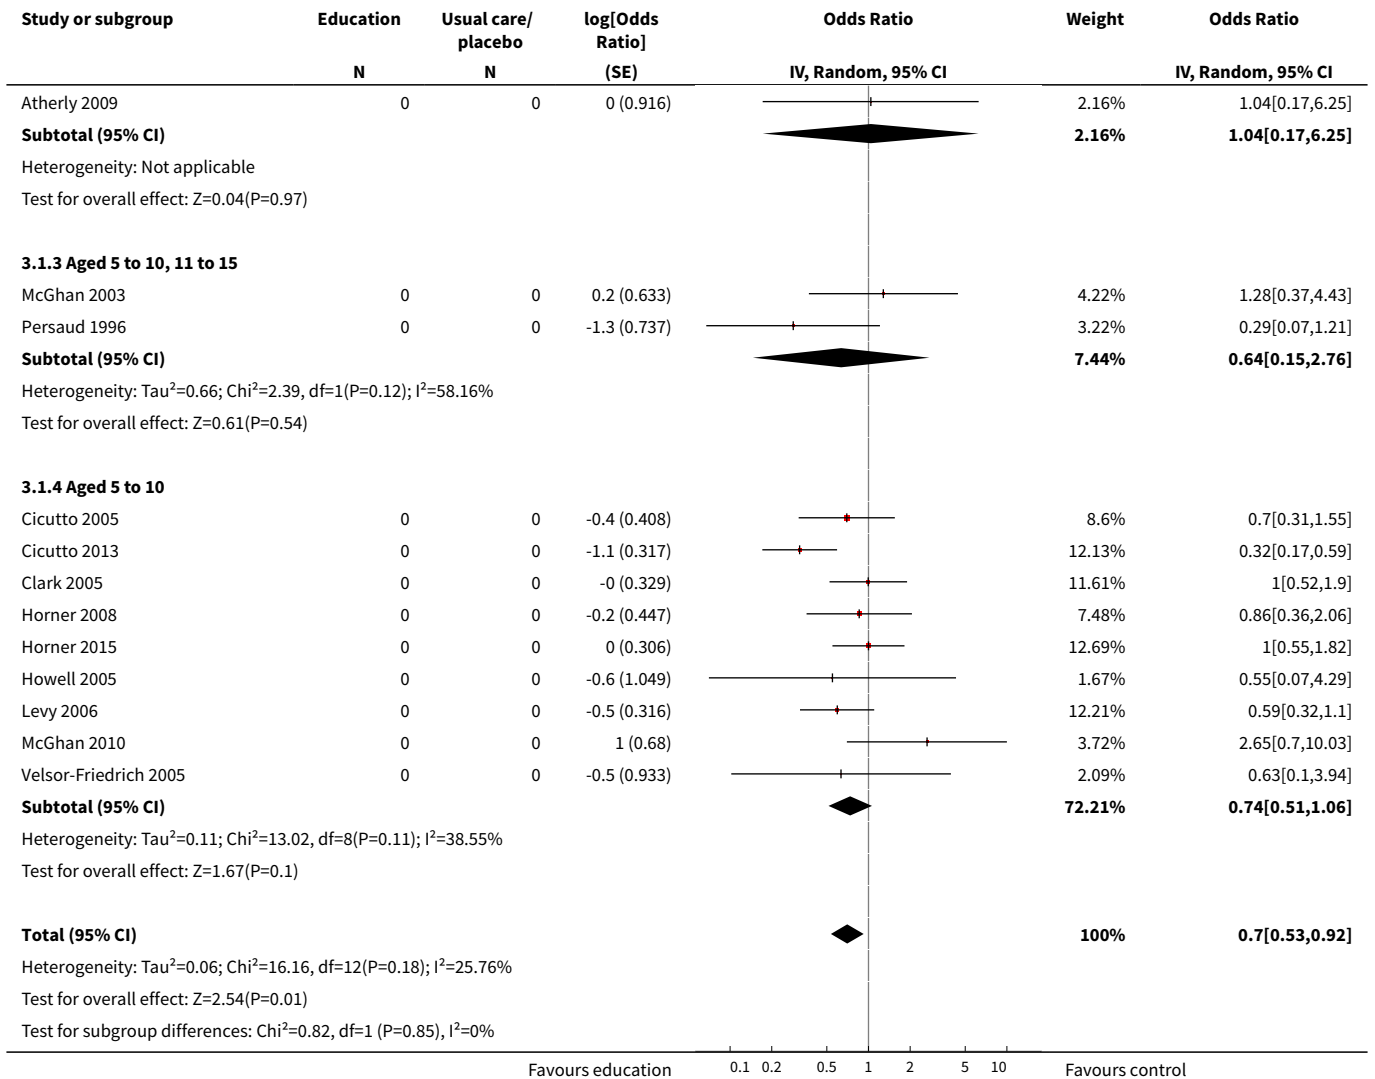 Study or subgroup Education Usual care/ placebo log[Odds Ratio] Odds Ratio Weight Odds Ratio
N N (SE) IV, Random, 95% CI IV, Random, 95% CI
Atherly 2009 0 0 0 (0.916) 2.16% 1.04[0.17,6.25]
Subtotal (95% CI) 2.16% 1.04[0.17,6.25]
Heterogeneity: Not applicable
Test for overall effect: Z=0.04(P=0.97)
3.1.3 Aged 5 to 10, 11 to 15
McGhan 2003 0 0 0.2 (0.633) 4.22% 1.28[0.37,4.43]
Persaud 1996 0 0 -1.3 (0.737) 3.22% 0.29[0.07,1.21]
Subtotal (95% CI) 7.44% 0.64[0.15,2.76]
Heterogeneity: Tau²=0.66; Chi²=2.39, df=1(P=0.12); I²=58.16%
Test for overall effect: Z=0.61(P=0.54)
3.1.4 Aged 5 to 10
Cicutto 2005 0 0 -0.4 (0.408) 8.6% 0.7[0.31,1.55]
Cicutto 2013 0 0 -1.1 (0.317) 12.13% 0.32[0.17,0.59]
Clark 2005 0 0 -0 (0.329) 11.61% 1[0.52,1.9]
Horner 2008 0 0 -0.2 (0.447) 7.48% 0.86[0.36,2.06]
Horner 2015 0 0 0 (0.306) 12.69% 1[0.55,1.82]
Howell 2005 0 0 -0.6 (1.049) 1.67% 0.55[0.07,4.29]
Levy 2006 0 0 -0.5 (0.316) 12.21% 0.59[0.32,1.1]
McGhan 2010 0 0 1 (0.68) 3.72% 2.65[0.7,10.03]
Velsor-Friedrich 2005 0 0 -0.5 (0.933) 2.09% 0.63[0.1,3.94]
Subtotal (95% CI) 72.21% 0.74[0.51,1.06]
Heterogeneity: Tau²=0.11; Chi²=13.02, df=8(P=0.11); I²=38.55%
Test for overall effect: Z=1.67(P=0.1)
Total (95% CI) 100% 0.7[0.53,0.92]
Heterogeneity: Tau²=0.06; Chi²=16.16, df=12(P=0.18); I²=25.76%
Test for overall effect: Z=2.54(P=0.01)
Test for subgroup differences: Chi²=0.82, df=1 (P=0.85), I²=0%
Favours education 0.1 0.2 0.5 1 2 5 10 Favours control